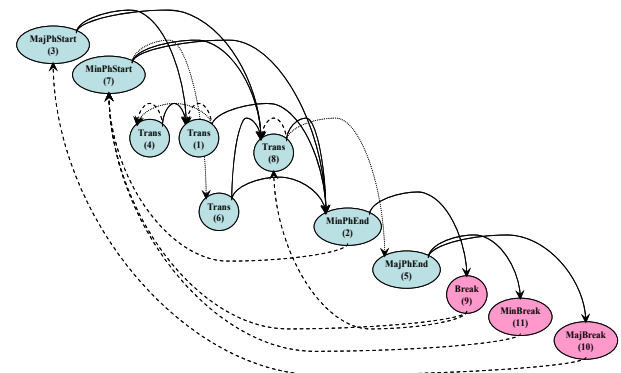 MajPhStart
(3)
MinPhStart
(7)
Trans
(4)
Trans
(1)
Trans
(8)
Trans
(6)
MinPhEnd
(2)
MajPhEnd
(5)
Break
(9)
MinBreak
(11)
MajBreak
(10)